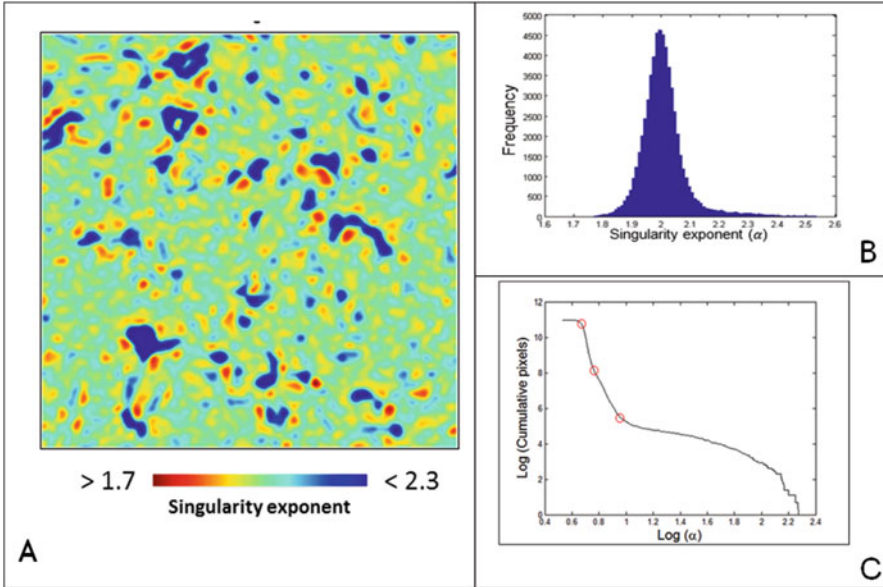 > 1.7 < 2.3
Singularity exponent
A
5000
4500
4000
3500
3000
2500
2000
1500
1000
500
0
Frequency
1.6 1.7 1.8 1.9 2 2.1 2.2 2.3 2.4 2.5 2.6
Singularity exponent (α)
B
12
10
8
6
4
2
0
Log (Cumulative pixels)
0.4 0.6 0.8 1 1.2 1.4 1.6 1.8 2 2.2 2.4
Log (α)
C